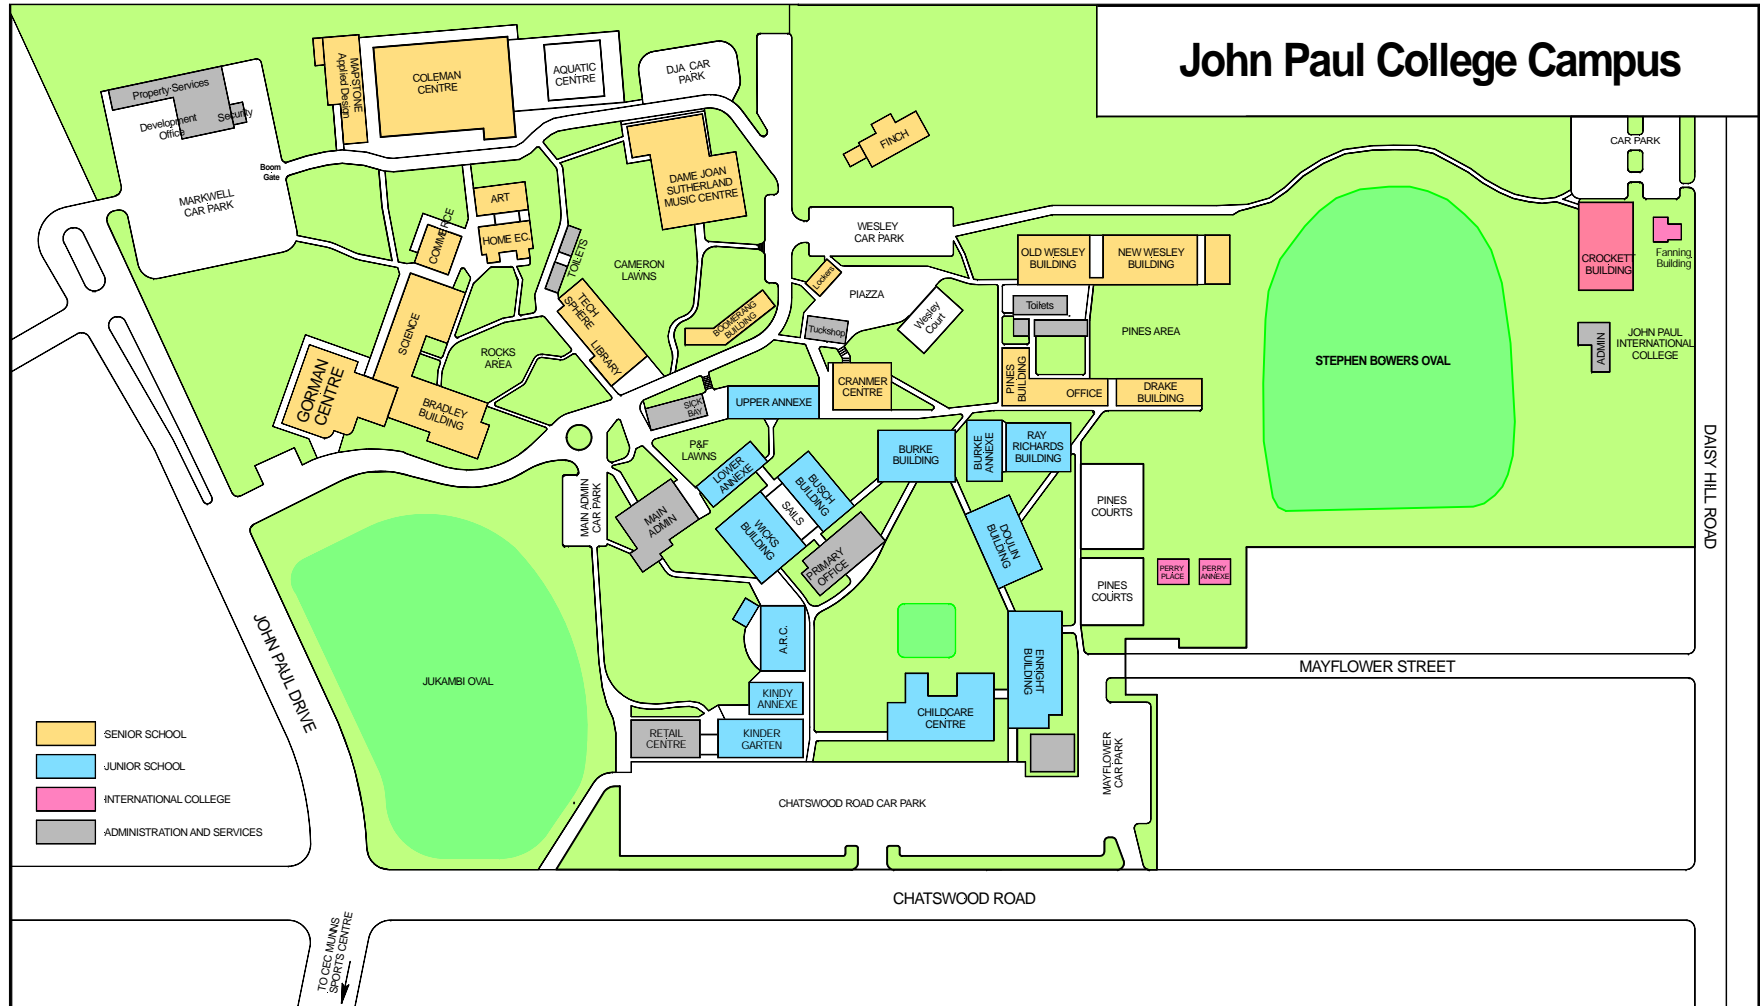 John Paul College Campus
MAPSTONE
Applied Design
COLEMAN
CENTRE
AQUATIC
CENTRE
DJA CAR
PARK
Property Services
Development
Office
Security
Boom
Gate
MARKWELL
CAR PARK
FINCH
CAR PARK
DAME JOAN
SUTHERLAND
MUSIC CENTRE
ART
HOME EC.
COMMERCE
TOILETS
CAMERON
LAWNS
WESLEY
CAR PARK
OLD WESLEY
BUILDING
NEW WESLEY
BUILDING
CROCKETT
BUILDING
Fanning
Building
Lockers
PIAZZA
Wesley
Court
Toilets
PINES AREA
TECH
SPHERE
LIBRARY
BOOMERANG
BUILDING
Tuckshop
SCIENCE
ROCKS
AREA
STEPHEN BOWERS OVAL
ADMIN
JOHN PAUL
INTERNATIONAL
COLLEGE
GORMAN
CENTRE
BRADLEY
BUILDING
CRANMER
CENTRE
PINES
BUILDING
OFFICE
DRAKE
BUILDING
SICK
BAY
UPPER ANNEXE
P&F
LAWNS
LOWER
ANNEXE
BUSCH
BUILDING
BURKE
BUILDING
BURKE
ANNEXE
RAY
RICHARDS
BUILDING
DAISY HILL ROAD
MAIN ADMIN
CAR PARK
MAIN
ADMIN
SAILS
WICKS
BUILDING
PRIMARY
OFFICE
DOULIN
BUILDING
PINES
COURTS
PERRY
PLACE
PERRY
ANNEXE
PINES
COURTS
JOHN PAUL DRIVE
JUKAMBI OVAL
A.R.C.
ENRIGHT
BUILDING
MAYFLOWER STREET
KINDY
ANNEXE
CHILDCARE
CENTRE
RETAIL
CENTRE
KINDER
GARTEN
MAYFLOWER
CAR PARK
SENIOR SCHOOL
JUNIOR SCHOOL
INTERNATIONAL COLLEGE
ADMINISTRATION AND SERVICES
CHATSWOOD ROAD CAR PARK
CHATSWOOD ROAD
TO CEC MUNNS
SPORTS CENTRE